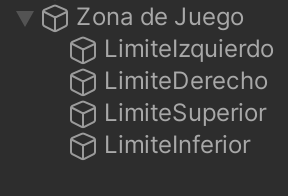 Zona de Juego
LimiteIzquierdo
LimiteDerecho
LimiteSuperior
LimiteInferior